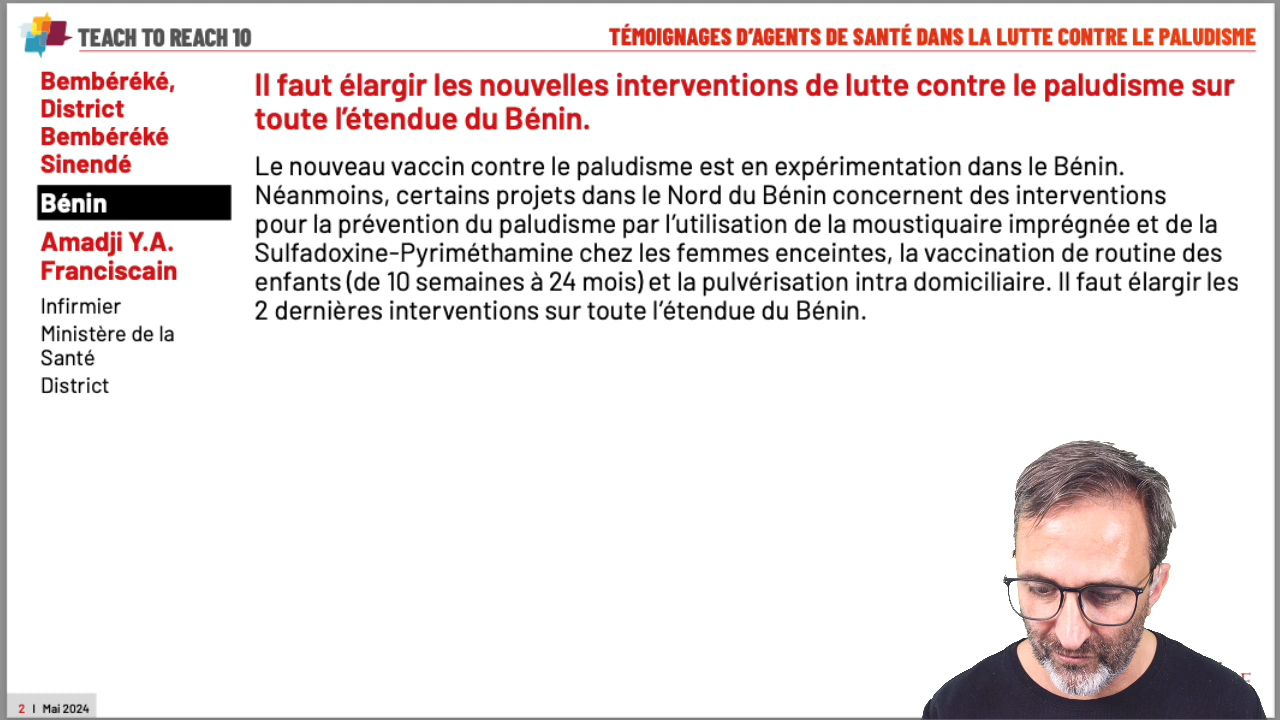 TEACH TO REACH 10
TÉMOIGNAGES D'AGENTS DE SANTÉ DANS LA LUTTE CONTRE LE PALUDISME
Bembéréké,
District
Bembéréké
Sinendé
Bénin
Amadji Y.A.
Franciscain
Infirmier
Ministère de la
Santé
District
Il faut élargir les nouvelles interventions de lutte contre le paludisme sur
toute l'étendue du Bénin.
Le nouveau vaccin contre le paludisme est en expérimentation dans le Bénin.
Néanmoins, certains projets dans le Nord du Bénin concernent des interventions
pour la prévention du paludisme par l'utilisation de la moustiquaire imprégnée et de la
Sulfadoxine-Pyriméthamine chez les femmes enceintes, la vaccination de routine des
enfants (de 10 semaines à 24 mois) et la pulvérisation intra domiciliaire. Il faut élargir les
2 dernières interventions sur toute l'étendue du Bénin.
2 I Mai 2024